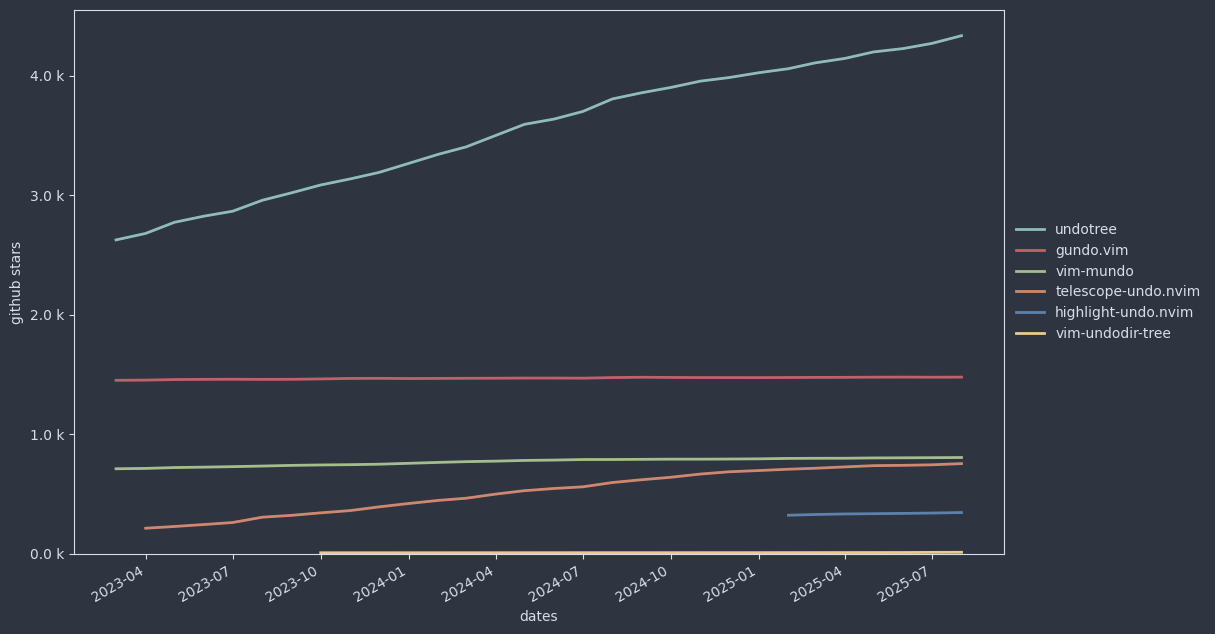 github stars
4.0 k
3.0 k
2.0 k
1.0 k
0.0 k
2023-04
2023-07
2023-10
2024-01
2024-04
2024-07
2024-10
2025-01
2025-04
2025-07
dates
undotree
gundo.vim
vim-mundo
telescope-undo.nvim
highlight-undo.nvim
vim-undodir-tree